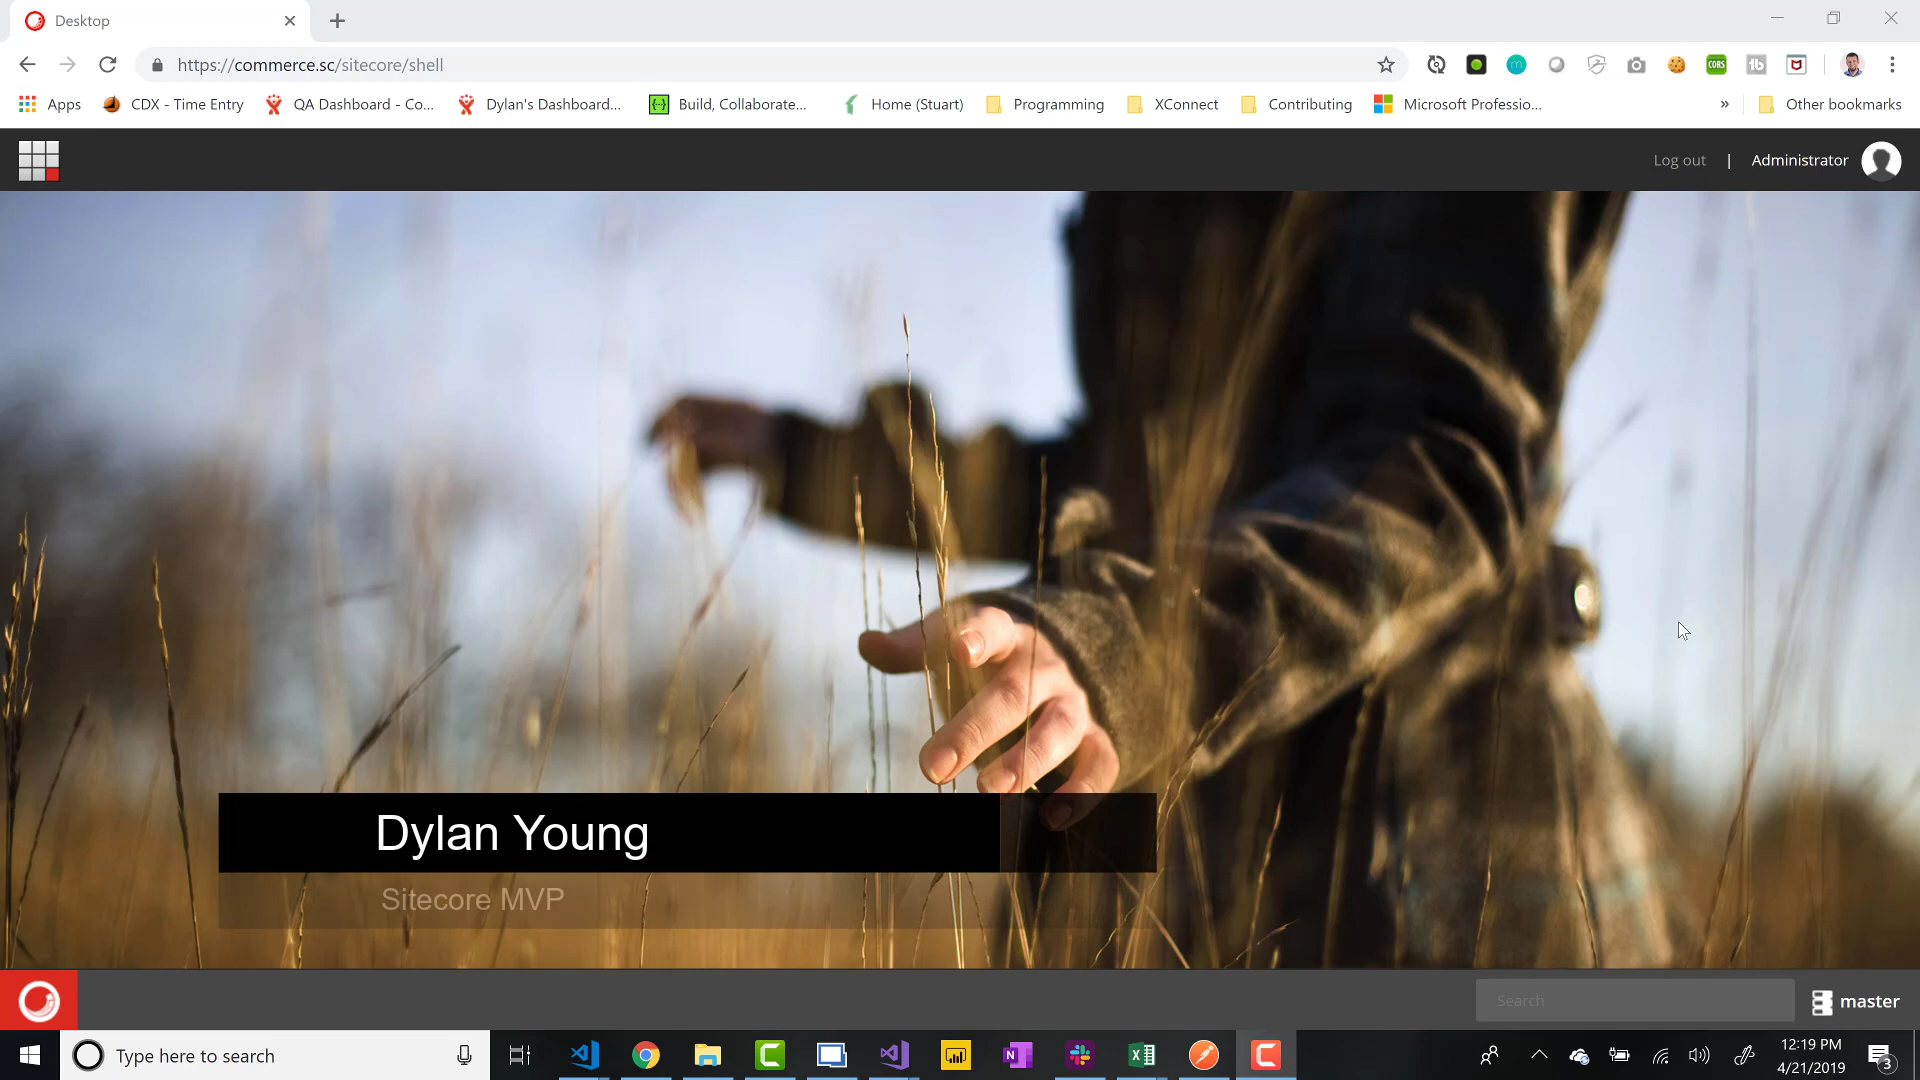 Desktop
https://commerce.sc/sitecore/shell
CORS
Apps
CDX - Time Entry
QA Dashboard - Co...
Dylan's Dashboard...
Build, Collaborate...
Home (Stuart)
Programming
XConnect
Contributing
Microsoft Professio...
»
Other bookmarks
Log out | Administrator
Dylan Young
Sitecore MVP
Search
master
Type here to search
12:19 PM
4/21/2019
3